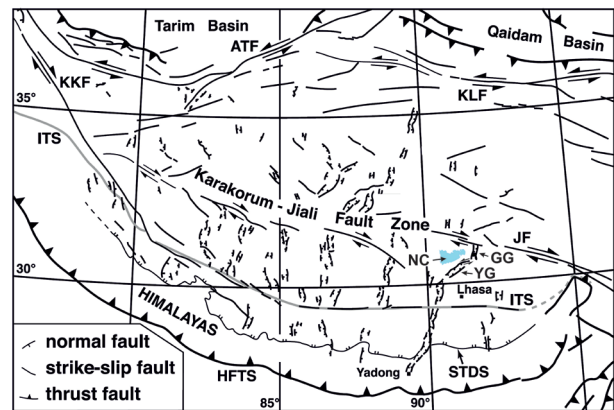 Tarim Basin
Qaidam Basin
ATF
KKF
KLF
35°
ITS
Karakorum - Jiali Fault Zone
JF
NC
GG
YG
30°
Lhasa
ITS
HIMALAYAS
normal fault
strike-slip fault
thrust fault
HFTS
Yadong
STDS
85°
90°